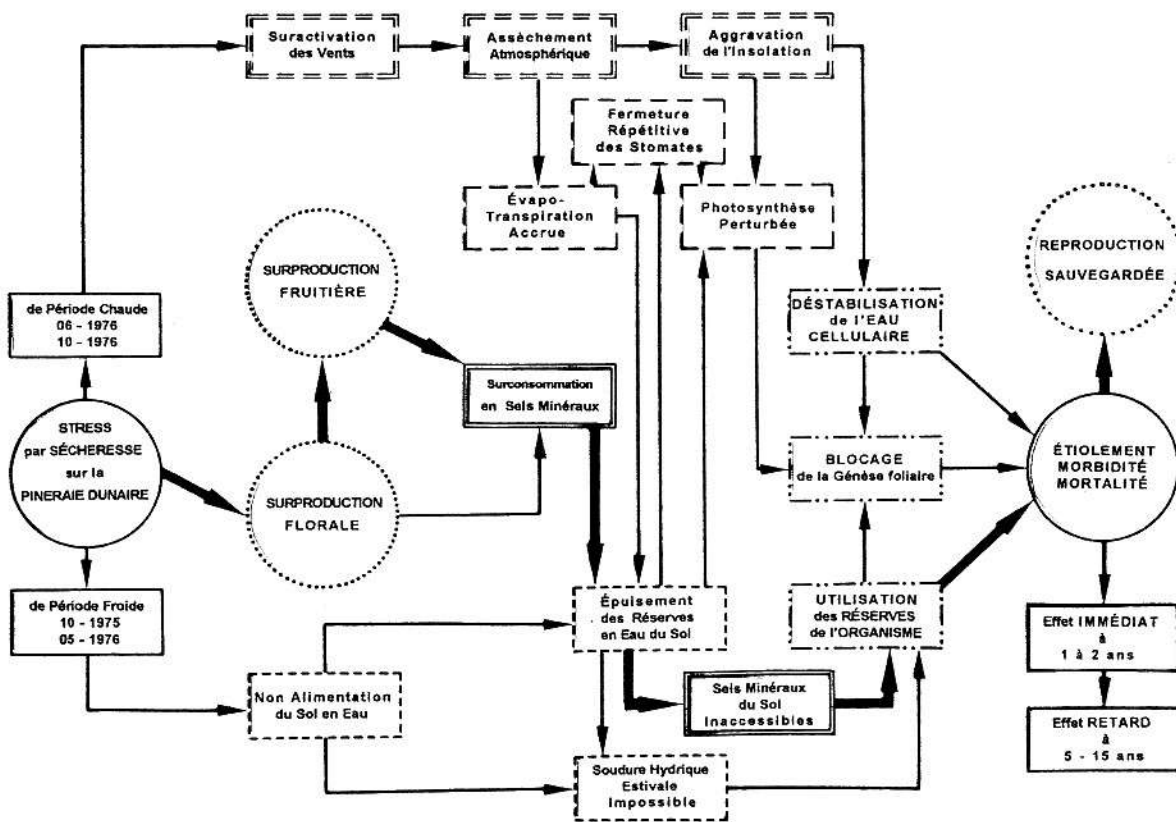 Suractivation
des Vents
Assèchement
Atmosphérique
Aggravation
de l'Insolation
Fermeture
Répétitive
des Stomates
Évapo-
Transpiration
Accrue
Photosynthèse
Perturbée
SURPRODUCTION
FRUITIÈRE
REPRODUCTION
SAUVEGARDÉE
de Période Chaude
06 - 1976
10 - 1976
DÉSTABILISATION
de l'EAU
CELLULAIRE
Surconsommation
en Sels Minéraux
STRESS
par SÉCHERESSE
sur la
PINERAIE DUNAIRE
SURPRODUCTION
FLORALE
BLOCAGE
de la Génèse foliaire
ÉTIOLEMENT
MORBIDITÉ
MORTALITÉ
de Période Froide
10 - 1975
05 - 1976
Épuisement
des Réserves
en Eau du Sol
UTILISATION
des RÉSERVES
de l'ORGANISME
Effet IMMÉDIAT
à
1 à 2 ans
Non Alimentation
du Sol en Eau
Sels Minéraux
du Sol
Inaccessibles
Effet RETARD
à
5 - 15 ans
Soudure Hydrique
Estivale
Impossible